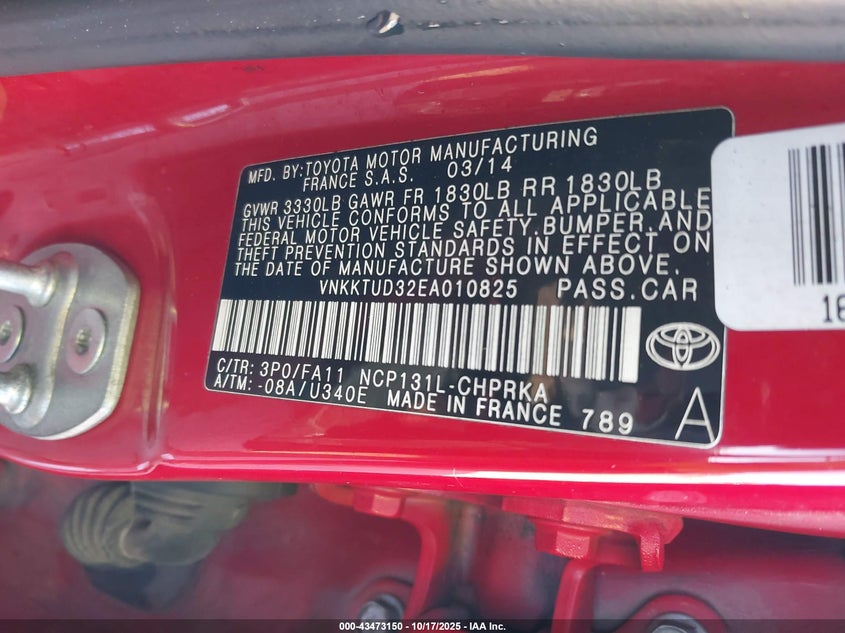 MFD. BY:TOYOTA MOTOR MANUFACTURING
FRANCE S.A.S. 03/14
GVWR 3330LB GAWR FR 1830LB RR 1830LB
THIS VEHICLE CONFORMS TO ALL APPLICABLE
FEDERAL MOTOR VEHICLE SAFETY,BUMPER,AND
THEFT PREVENTION STANDARDS IN EFFECT ON
THE DATE OF MANUFACTURE SHOWN ABOVE.
VNKKTUD32EA010825 PASS.CAR
C/TR: 3P0/FA11 NCP131L-CHPRKA
A/TM: -08A/U340E MADE IN FRANCE 789 A
000-43473150 • 10/17/2025 • IAA Inc.